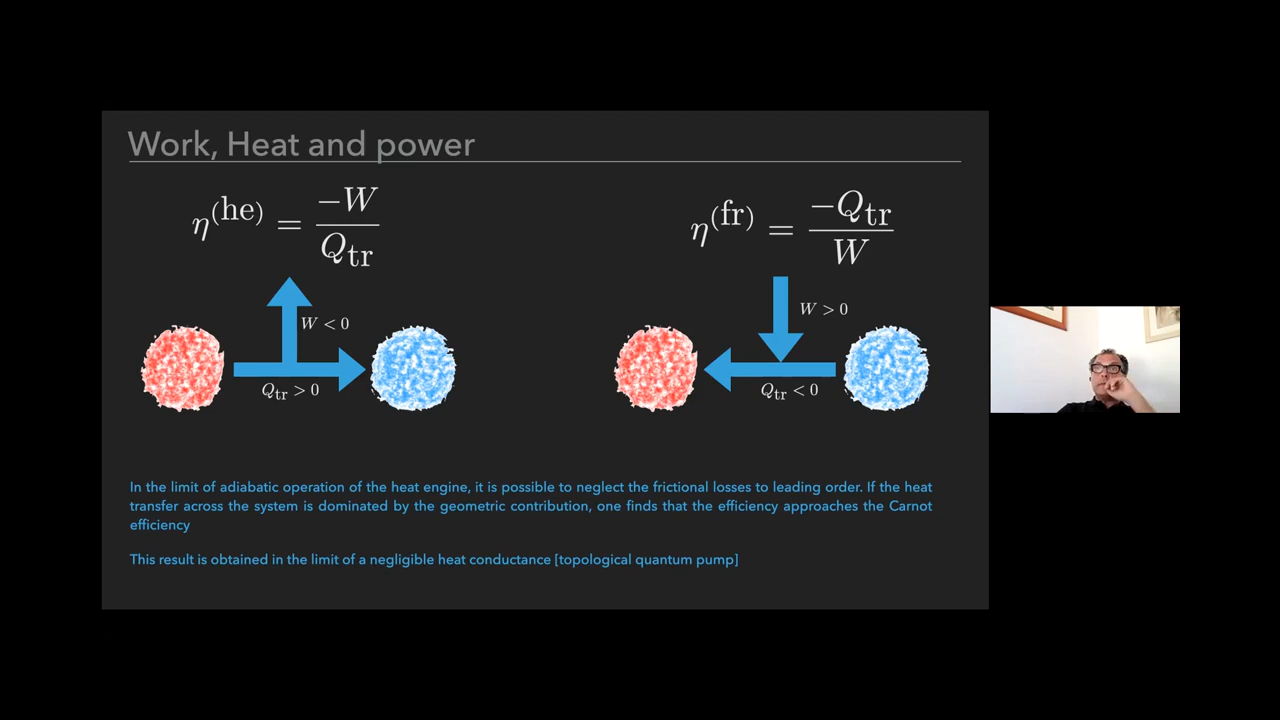 Work, Heat and power
η^(he) = −W / Q_tr
η^(fr) = −Q_tr / W
W < 0
Q_tr > 0
W > 0
Q_tr < 0
In the limit of adiabatic operation of the heat engine, it is possible to neglect the frictional losses to leading order. If the heat
transfer across the system is dominated by the geometric contribution, one finds that the efficiency approaches the Carnot
efficiency
This result is obtained in the limit of a negligible heat conductance [topological quantum pump]